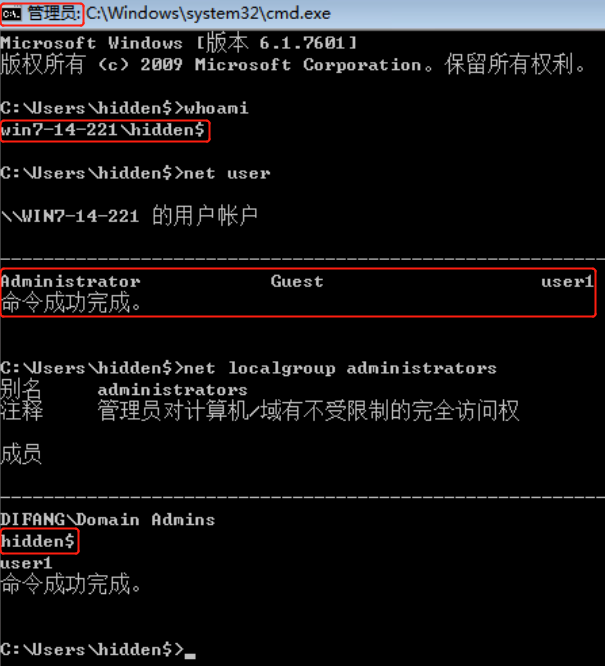 管理员: C:\Windows\system32\cmd.exe
Microsoft Windows [版本 6.1.7601]
版权所有 (c) 2009 Microsoft Corporation。保留所有权利。
C:\Users\hidden$>whoami
win7-14-221\hidden$
C:\Users\hidden$>net user
\\WIN7-14-221 的用户帐户
-------------------------------------------------------------------------------
Administrator Guest user1
命令成功完成。
C:\Users\hidden$>net localgroup administrators
别名 administrators
注释 管理员对计算机/域有不受限制的完全访问权
成员
-------------------------------------------------------------------------------
DIFANG\Domain Admins
hidden$
user1
命令成功完成。
C:\Users\hidden$>_